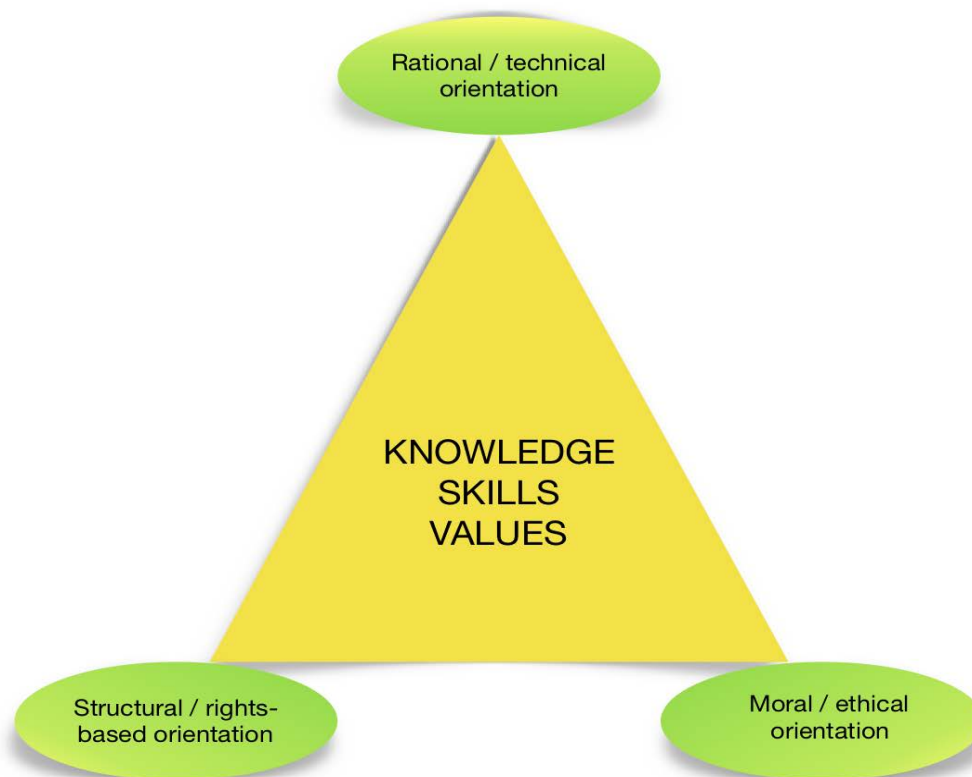 Rational / technical
orientation
KNOWLEDGE
SKILLS
VALUES
Structural / rights-
based orientation
Moral / ethical
orientation